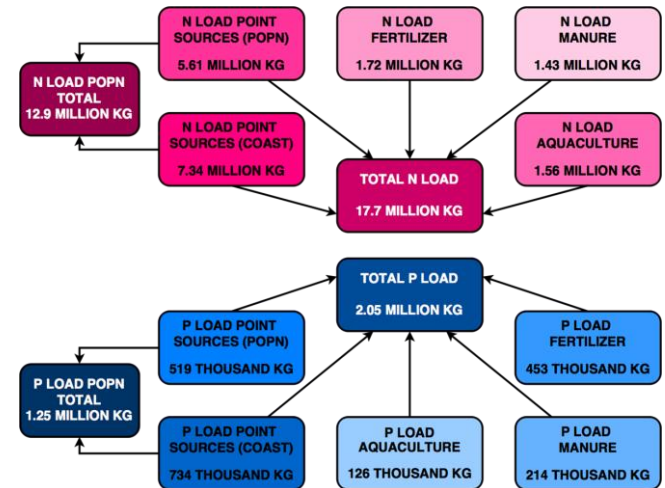 N LOAD POINT
SOURCES (POPN)
5.61 MILLION KG
N LOAD
FERTILIZER
1.72 MILLION KG
N LOAD
MANURE
1.43 MILLION KG
N LOAD POPN
TOTAL
12.9 MILLION KG
N LOAD POINT
SOURCES (COAST)
7.34 MILLION KG
N LOAD
AQUACULTURE
1.56 MILLION KG
TOTAL N LOAD
17.7 MILLION KG
TOTAL P LOAD
2.05 MILLION KG
P LOAD POINT
SOURCES (POPN)
519 THOUSAND KG
P LOAD
FERTILIZER
453 THOUSAND KG
P LOAD POPN
TOTAL
1.25 MILLION KG
P LOAD POINT
SOURCES (COAST)
734 THOUSAND KG
P LOAD
AQUACULTURE
126 THOUSAND KG
P LOAD
MANURE
214 THOUSAND KG